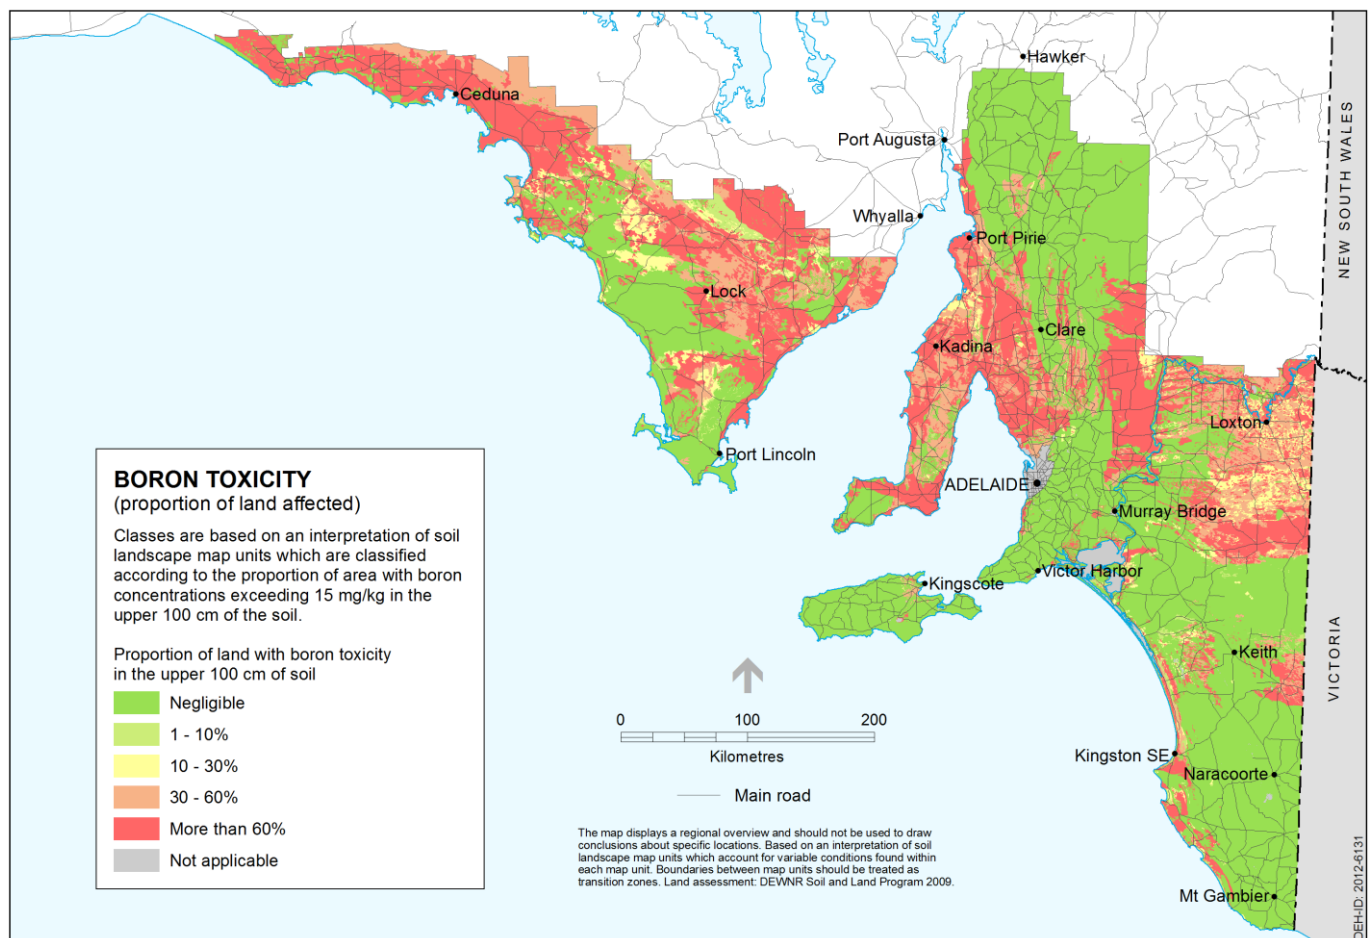 Hawker
Ceduna
Port Augusta
Whyalla
Port Pirie
Lock
Clare
Kadina
Loxton
Port Lincoln
ADELAIDE
Murray Bridge
Victor Harbor
Kingscote
Keith
Kingston SE
Naracoorte
Mt Gambier
NEW SOUTH WALES
VICTORIA
BORON TOXICITY
(proportion of land affected)
Classes are based on an interpretation of soil
landscape map units which are classified
according to the proportion of area with boron
concentrations exceeding 15 mg/kg in the
upper 100 cm of the soil.
Proportion of land with boron toxicity
in the upper 100 cm of soil
Negligible
1 - 10%
10 - 30%
30 - 60%
More than 60%
Not applicable
0 100 200
Kilometres
Main road
The map displays a regional overview and should not be used to draw
conclusions about specific locations. Based on an interpretation of soil
landscape map units which account for variable conditions found within
each map unit. Boundaries between map units should be treated as
transition zones. Land assessment: DEWNR Soil and Land Program 2009.
DEH-ID: 2012-6131